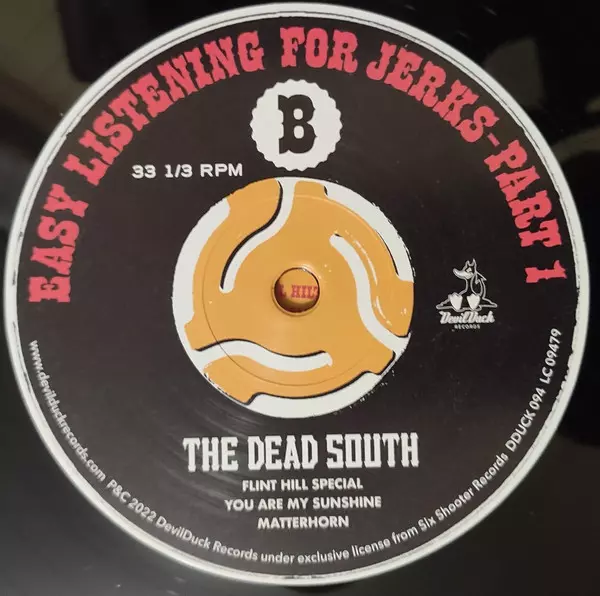 EASY LISTENING FOR JERKS-PART 1
B
33 1/3 RPM
L HILL
DevilDuck
RECORDS
THE DEAD SOUTH
FLINT HILL SPECIAL
YOU ARE MY SUNSHINE
MATTERHORN
www.devilduckrecords.com P&C 2022 DevilDuck Records under exclusive license from Six Shooter Records DDUCK 094 LC 09479